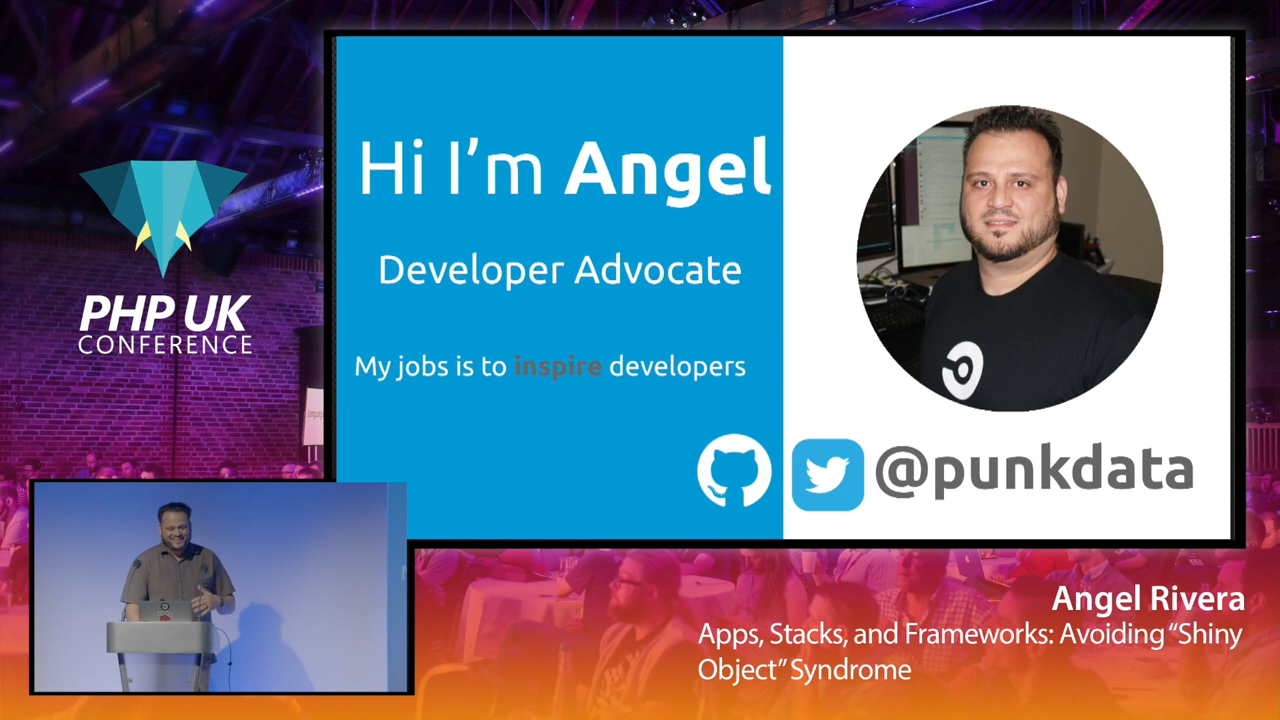 Hi I’m Angel
Developer Advocate
My jobs is to inspire developers
@punkdata
PHP UK
CONFERENCE
Angel Rivera
Apps, Stacks, and Frameworks: Avoiding “Shiny
Object” Syndrome